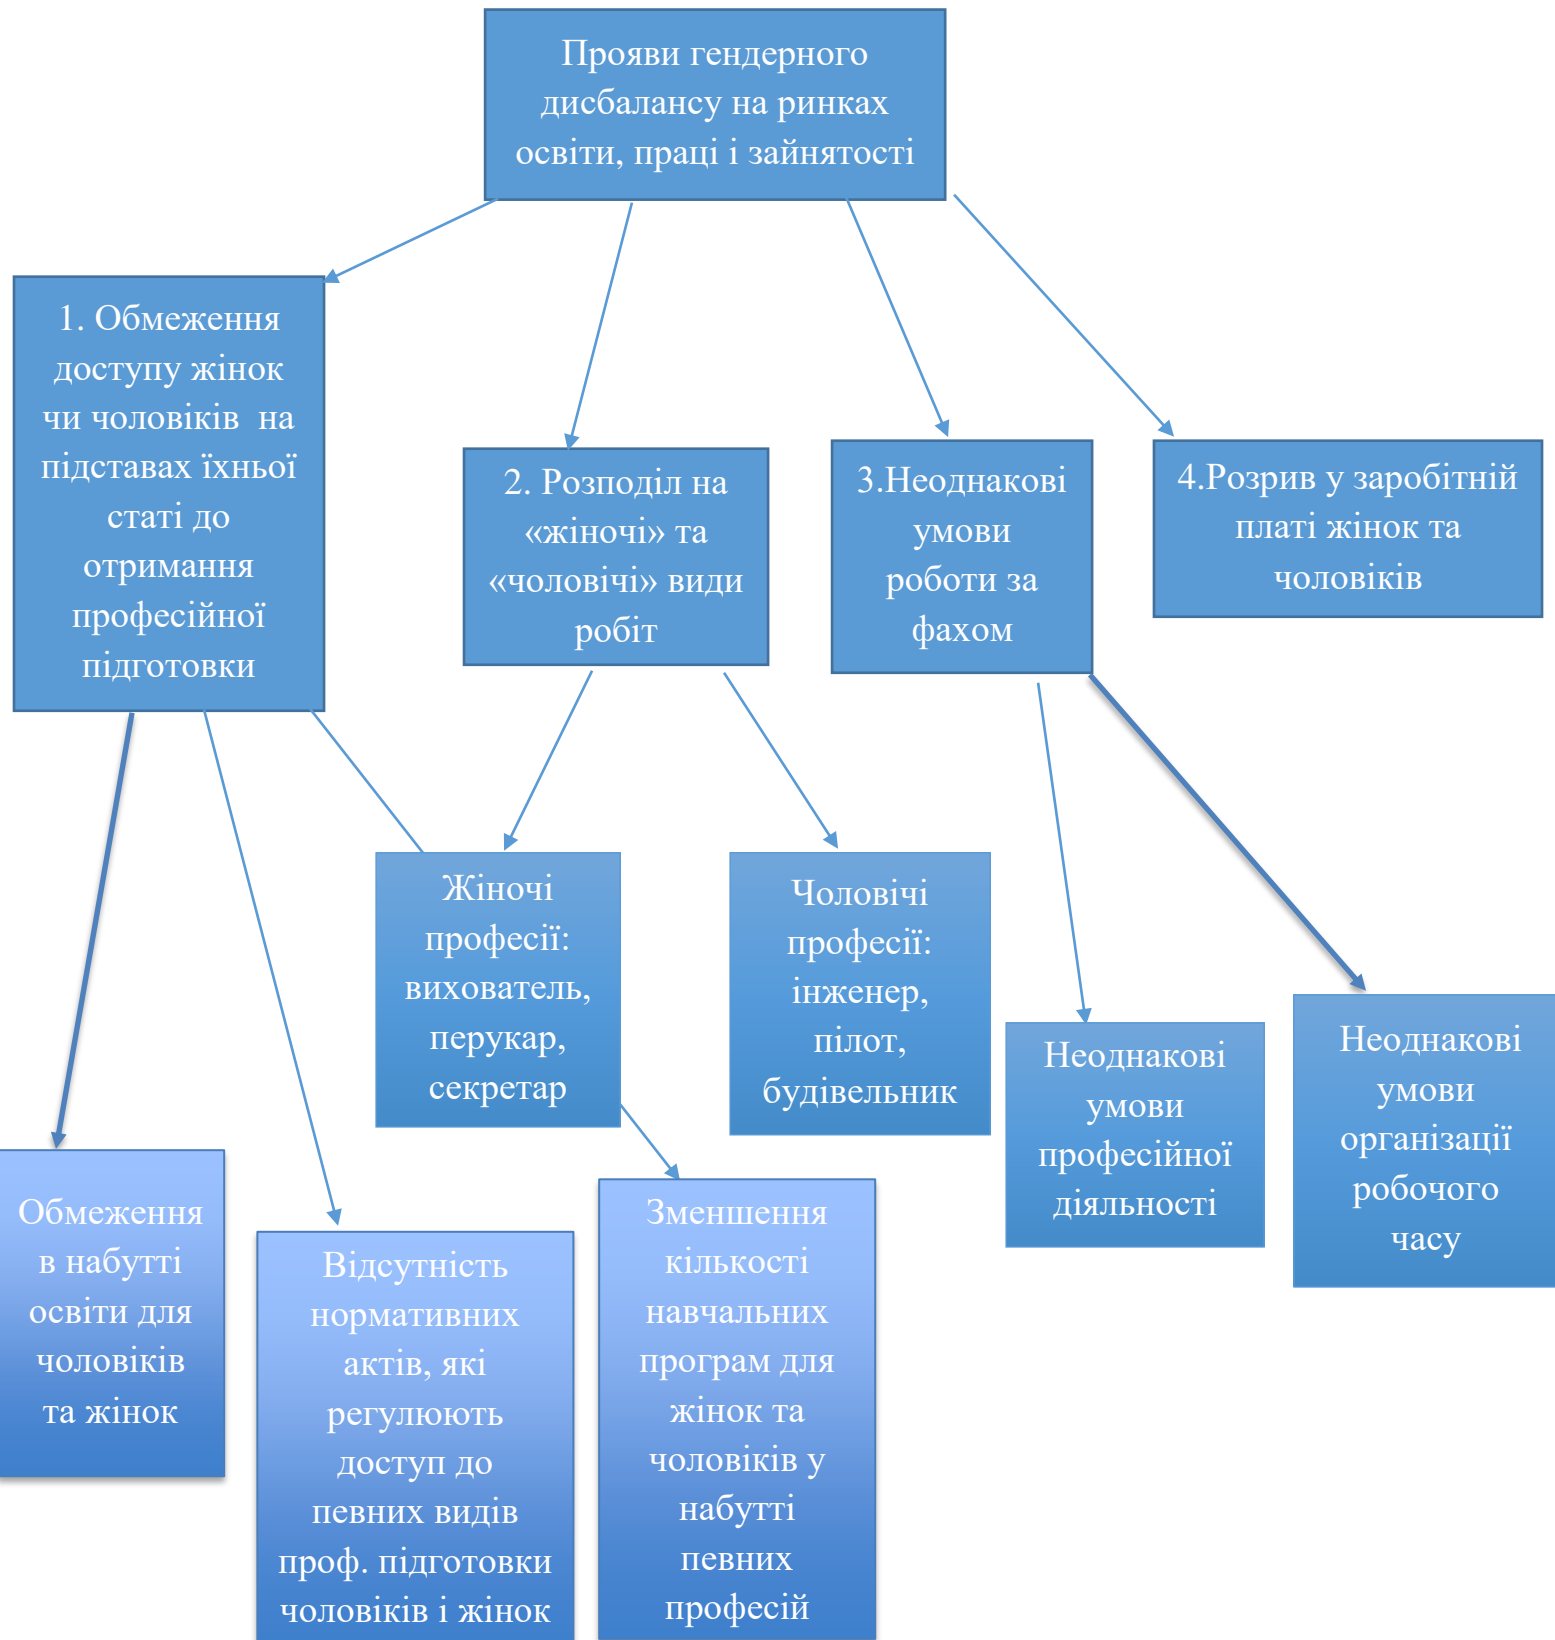 Прояви гендерного
дисбалансу на ринках
освіти, праці і зайнятості
1. Обмеження
доступу жінок
чи чоловіків  на
підставах їхньої
статі до
отримання
професійної
підготовки
2. Розподіл на
«жіночі» та
«чоловічі» види
робіт
3.Неоднакові
умови
роботи за
фахом
4.Розрив у заробітній
платі жінок та
чоловіків
Жіночі
професії:
вихователь,
перукар,
секретар
Чоловічі
професії:
інженер,
пілот,
будівельник
Неоднакові
умови
професійної
діяльності
Неоднакові
умови
організації
робочого
часу
Обмеження
в набутті
освіти для
чоловіків
та жінок
Відсутність
нормативних
актів, які
регулюють
доступ до
певних видів
проф. підготовки
чоловіків і жінок
Зменшення
кількості
навчальних
програм для
жінок та
чоловіків у
набутті
певних
професій